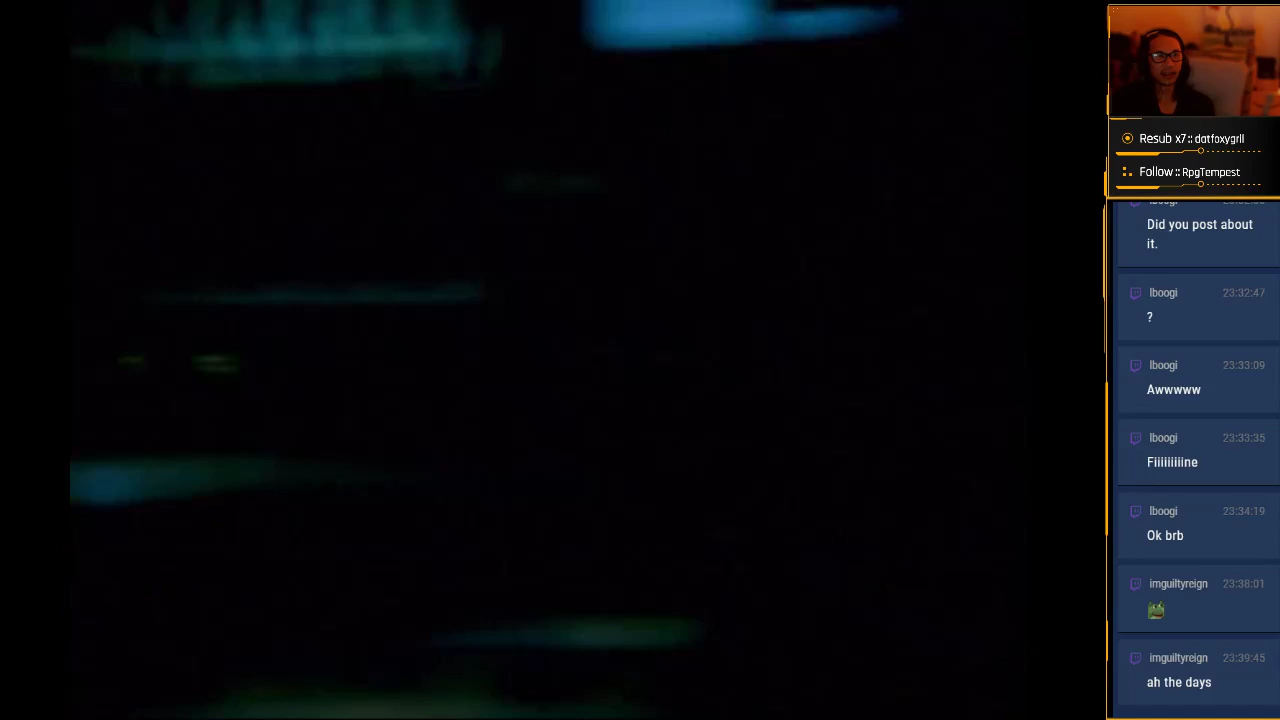 Resub x7 :: datfoxygrll
Follow :: RpgTempest
Did you post about
it.
lboogi 23:32:47
?
lboogi 23:33:09
Awwwww
lboogi 23:33:35
Fiiiiiiiiine
lboogi 23:34:19
Ok brb
imguiltyreign 23:38:01
imguiltyreign 23:39:45
ah the days